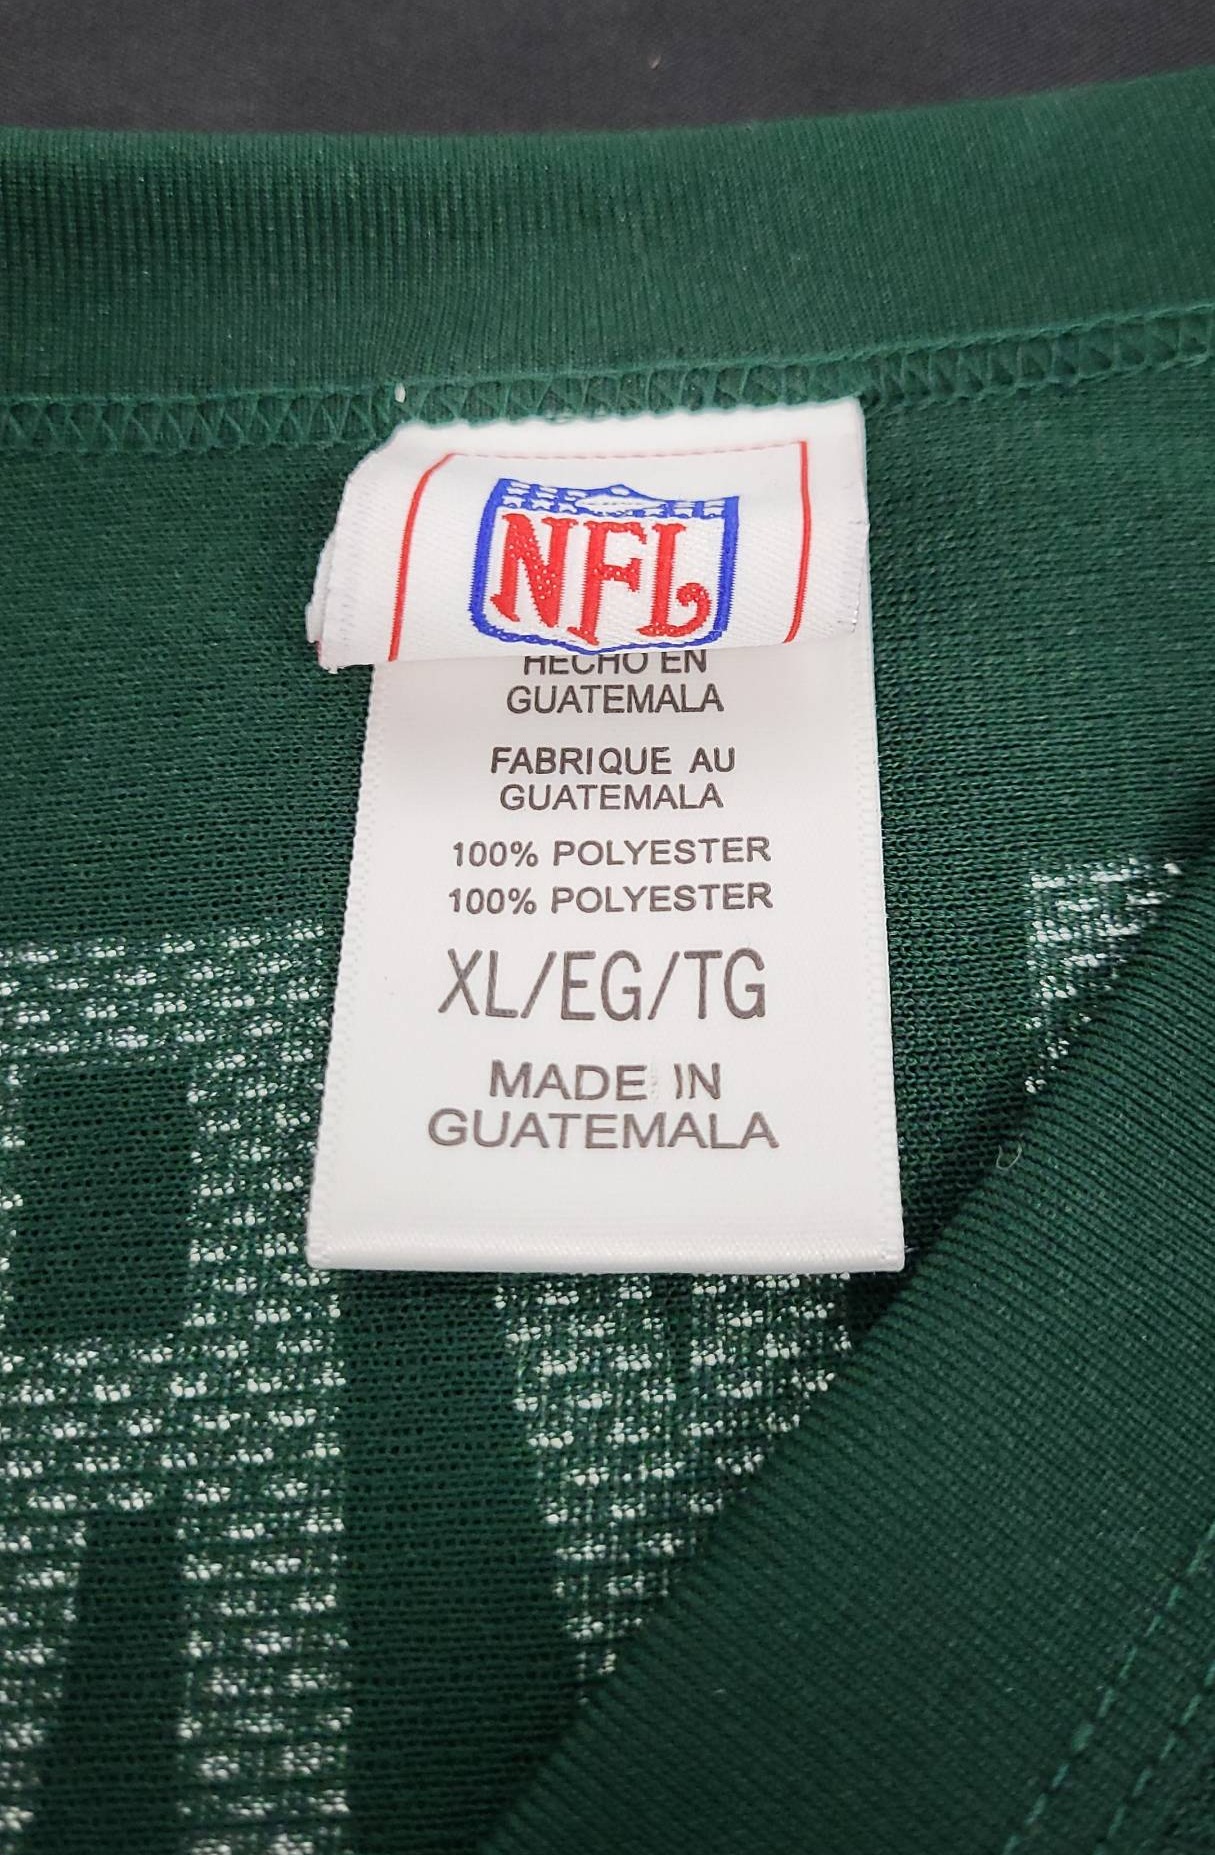 NFL
HECHO EN
GUATEMALA
FABRIQUE AU
GUATEMALA
100% POLYESTER
100% POLYESTER
XL/EG/TG
MADE IN
GUATEMALA